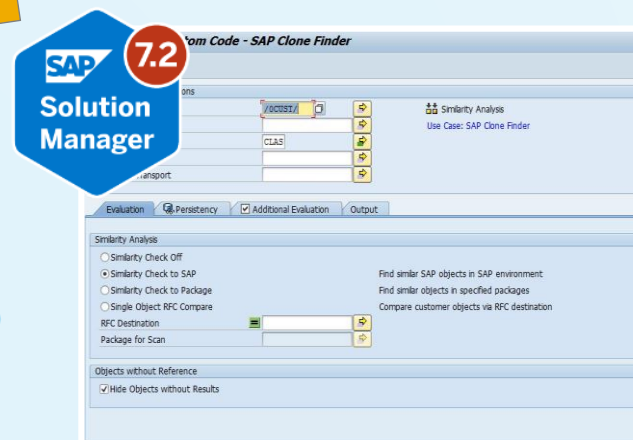 SAP
7.2
Solution
Manager
tom Code - SAP Clone Finder
ons
/0CUST/
Similarity Analysis
Use Case: SAP Clone Finder
CLAS
Transport
Evaluation
Persistency
Additional Evaluation
Output
Similarity Analysis
Similarity Check Off
Similarity Check to SAP
Find similar SAP objects in SAP environment
Similarity Check to Package
Find similar objects in specified packages
Single Object RFC Compare
Compare customer objects via RFC destination
RFC Destination
Package for Scan
Objects without Reference
Hide Objects without Results